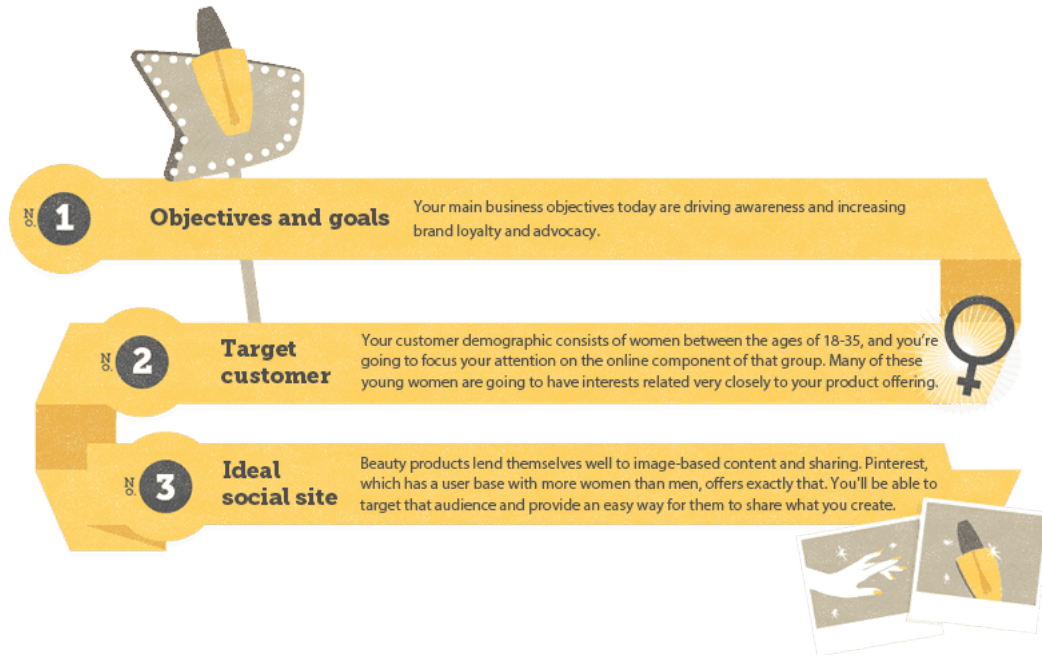 No. 1
Objectives and goals
Your main business objectives today are driving awareness and increasing
brand loyalty and advocacy.
No. 2
Target
customer
Your customer demographic consists of women between the ages of 18-35, and you're
going to focus your attention on the online component of that group. Many of these
young women are going to have interests related very closely to your product offering.
No. 3
Ideal
social site
Beauty products lend themselves well to image-based content and sharing. Pinterest,
which has a user base with more women than men, offers exactly that. You'll be able to
target that audience and provide an easy way for them to share what you create.